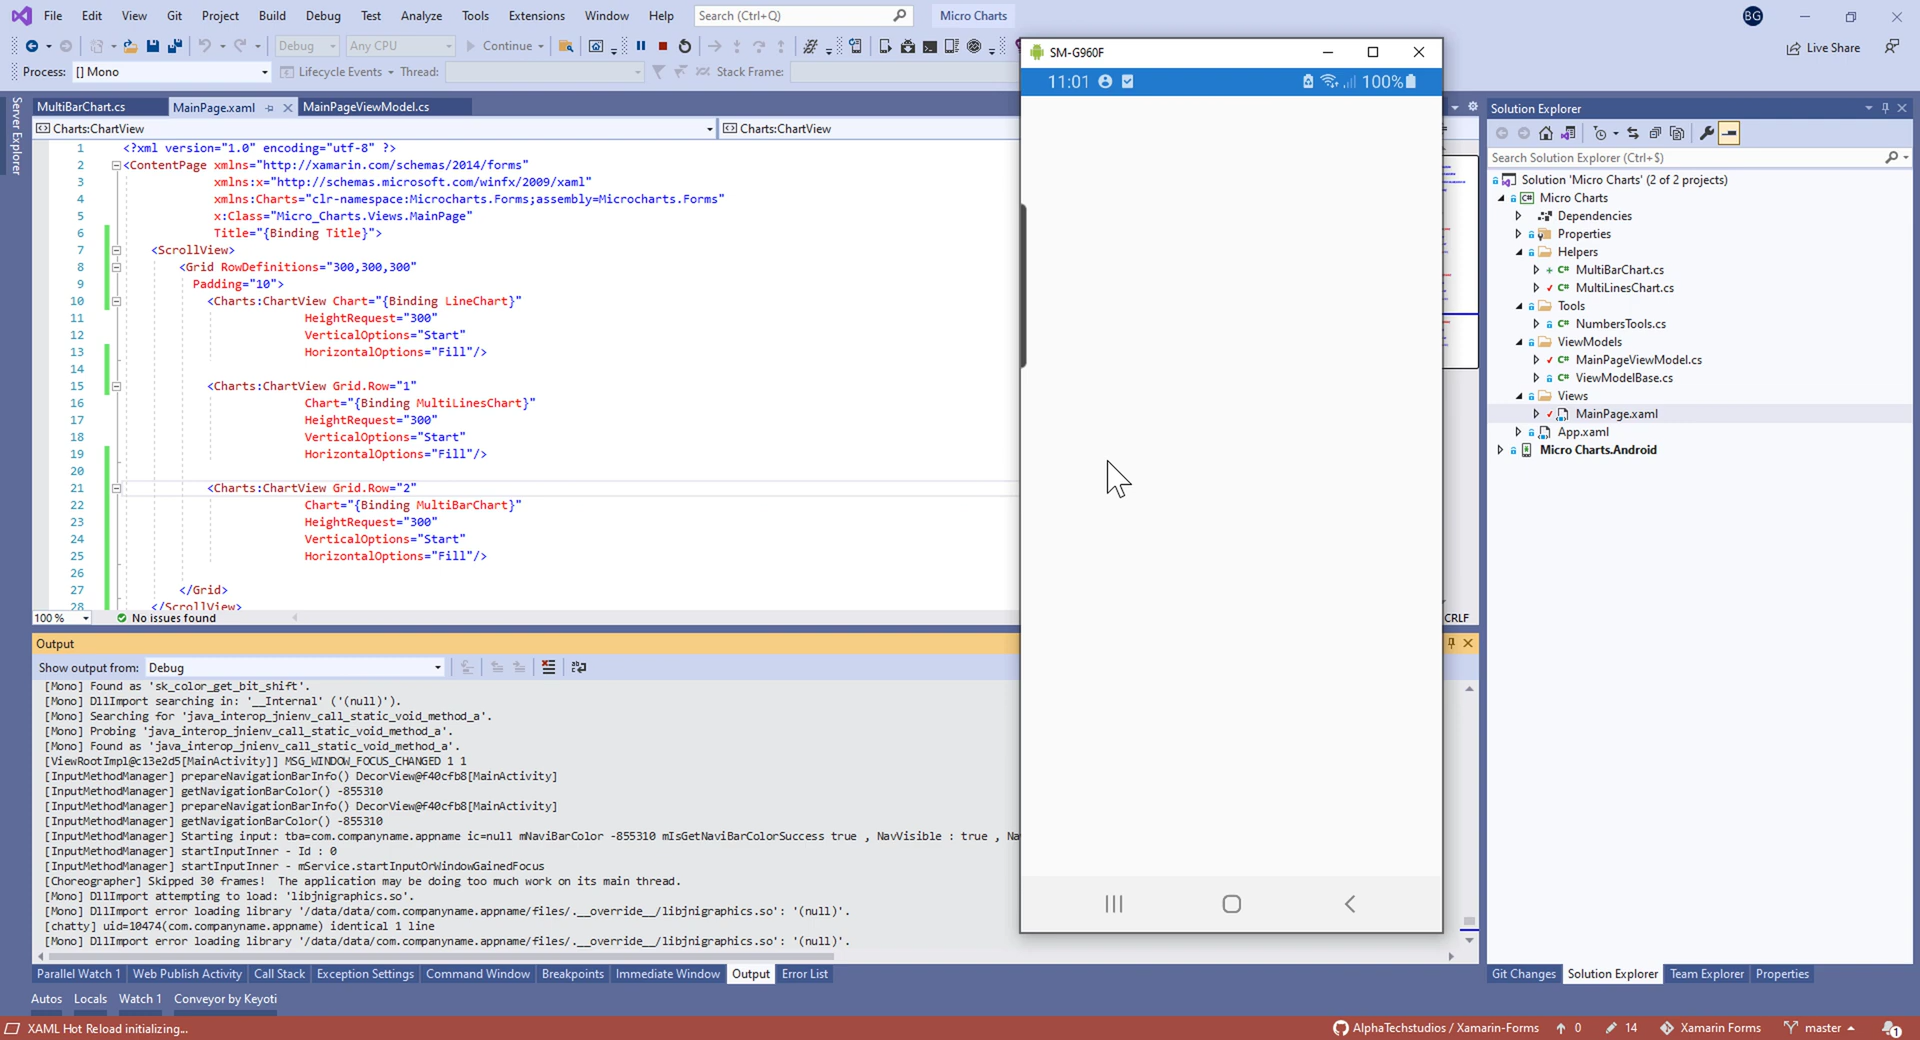 File Edit View Git Project Build Debug Test Analyze Tools Extensions Window Help Search (Ctrl+Q) Micro Charts BG
Debug Any CPU Continue Live Share
Process: [] Mono Lifecycle Events Thread: Stack Frame:
Server Explorer
MultiBarChart.cs MainPage.xaml MainPageViewModel.cs
Charts:ChartView Charts:ChartView
1 <?xml version="1.0" encoding="utf-8" ?>
2 <ContentPage xmlns="http://xamarin.com/schemas/2014/forms"
3 xmlns:x="http://schemas.microsoft.com/winfx/2009/xaml"
4 xmlns:Charts="clr-namespace:Microcharts.Forms;assembly=Microcharts.Forms"
5 x:Class="Micro_Charts.Views.MainPage"
6 Title="{Binding Title}">
7 <ScrollView>
8 <Grid RowDefinitions="300,300,300"
9 Padding="10">
10 <Charts:ChartView Chart="{Binding LineChart}"
11 HeightRequest="300"
12 VerticalOptions="Start"
13 HorizontalOptions="Fill"/>
14
15 <Charts:ChartView Grid.Row="1"
16 Chart="{Binding MultiLinesChart}"
17 HeightRequest="300"
18 VerticalOptions="Start"
19 HorizontalOptions="Fill"/>
20
21 <Charts:ChartView Grid.Row="2"
22 Chart="{Binding MultiBarChart}"
23 HeightRequest="300"
24 VerticalOptions="Start"
25 HorizontalOptions="Fill"/>
26
27 </Grid>
28 </ScrollView>
100 % No issues found CRLF
Output
Show output from: Debug
[Mono] Found as 'sk_color_get_bit_shift'.
[Mono] DllImport searching in: '__Internal' ('(null)').
[Mono] Searching for 'java_interop_jnienv_call_static_void_method_a'.
[Mono] Probing 'java_interop_jnienv_call_static_void_method_a'.
[Mono] Found as 'java_interop_jnienv_call_static_void_method_a'.
[ViewRootImpl@c13e2d5[MainActivity]] MSG_WINDOW_FOCUS_CHANGED 1 1
[InputMethodManager] prepareNavigationBarInfo() DecorView@f40cfb8[MainActivity]
[InputMethodManager] getNavigationBarColor() -855310
[InputMethodManager] prepareNavigationBarInfo() DecorView@f40cfb8[MainActivity]
[InputMethodManager] getNavigationBarColor() -855310
[InputMethodManager] Starting input: tba=com.companyname.appname ic=null mNaviBarColor -855310 mIsGetNaviBarColorSuccess true , NavVisible : true , Na
[InputMethodManager] startInputInner - Id : 0
[InputMethodManager] startInputInner - mService.startInputOrWindowGainedFocus
[Choreographer] Skipped 30 frames!  The application may be doing too much work on its main thread.
[Mono] DllImport attempting to load: 'libjnigraphics.so'.
[Mono] DllImport error loading library '/data/data/com.companyname.appname/files/.__override__/libjnigraphics.so': '(null)'.
[chatty] uid=10474(com.companyname.appname) identical 1 line
[Mono] DllImport error loading library '/data/data/com.companyname.appname/files/.__override__/libjnigraphics.so': '(null)'.
Parallel Watch 1 Web Publish Activity Call Stack Exception Settings Command Window Breakpoints Immediate Window Output Error List
Autos Locals Watch 1 Conveyor by Keyoti
SM-G960F
11:01 100%
Solution Explorer
Search Solution Explorer (Ctrl+$)
Solution 'Micro Charts' (2 of 2 projects)
Micro Charts
Dependencies
Properties
Helpers
MultiBarChart.cs
MultiLinesChart.cs
Tools
NumbersTools.cs
ViewModels
MainPageViewModel.cs
ViewModelBase.cs
Views
MainPage.xaml
App.xaml
Micro Charts.Android
Git Changes Solution Explorer Team Explorer Properties
XAML Hot Reload initializing... AlphaTechstudios / Xamarin-Forms 0 14 Xamarin Forms master 1